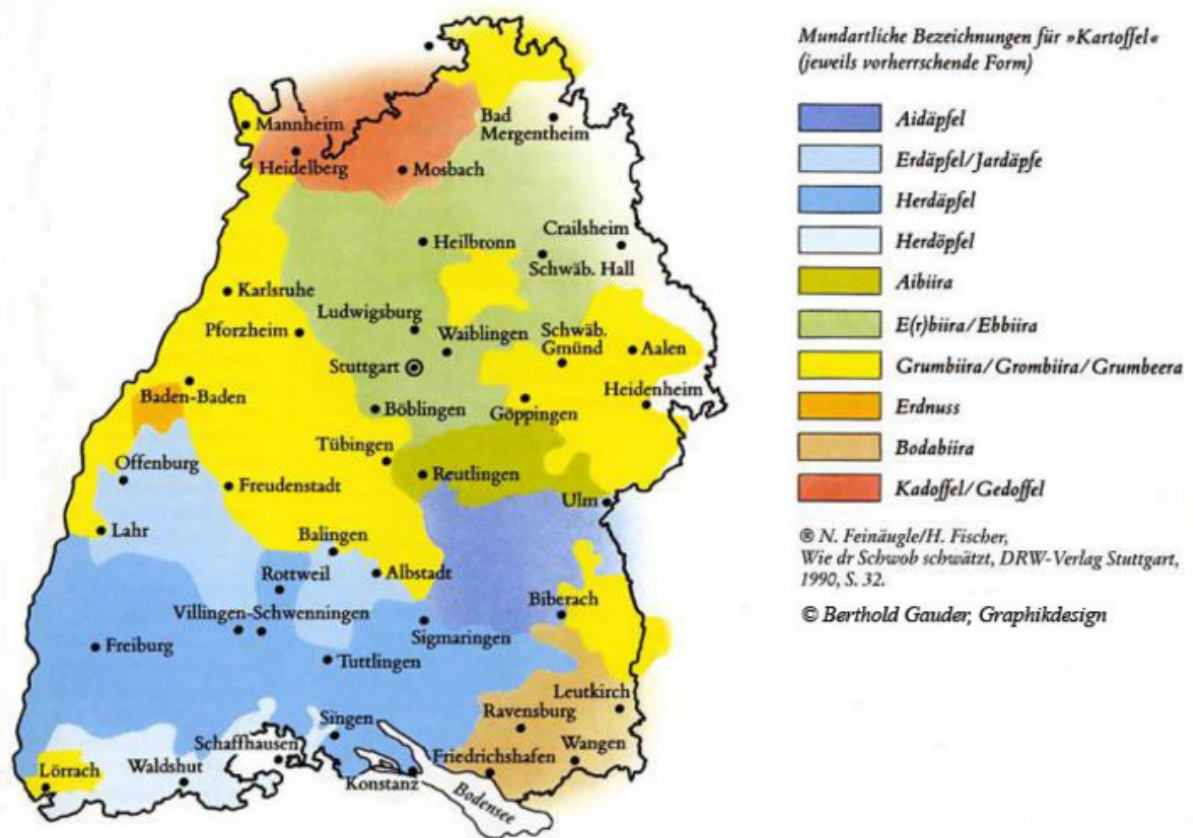 Mundartliche Bezeichnungen für »Kartoffel«
(jeweils vorherrschende Form)
Aidäpfel
Erdäpfel/Jardäpfe
Herdäpfel
Herdöpfel
Aibiira
E(r)biira/Ebbiira
Grumbiira/Grombiira/Grumbeera
Erdnuss
Bodabiira
Kadoffel/Gedoffel
® N. Feinäugle/H. Fischer,
Wie dr Schwob schwätzt, DRW-Verlag Stuttgart,
1990, S. 32.
© Berthold Gauder, Graphikdesign
Mannheim
Bad
Mergentheim
Heidelberg
Mosbach
Heilbronn
Crailsheim
Schwäb. Hall
Karlsruhe
Ludwigsburg
Pforzheim
Waiblingen
Schwäb.
Gmünd
Aalen
Stuttgart
Heidenheim
Baden-Baden
Böblingen
Göppingen
Tübingen
Offenburg
Reutlingen
Freudenstadt
Ulm
Lahr
Balingen
Rottweil
Albstadt
Villingen-Schwenningen
Biberach
Sigmaringen
Freiburg
Tuttlingen
Leutkirch
Ravensburg
Singen
Schaffhausen
Wangen
Friedrichshafen
Lörrach
Waldshut
Konstanz
Bodensee